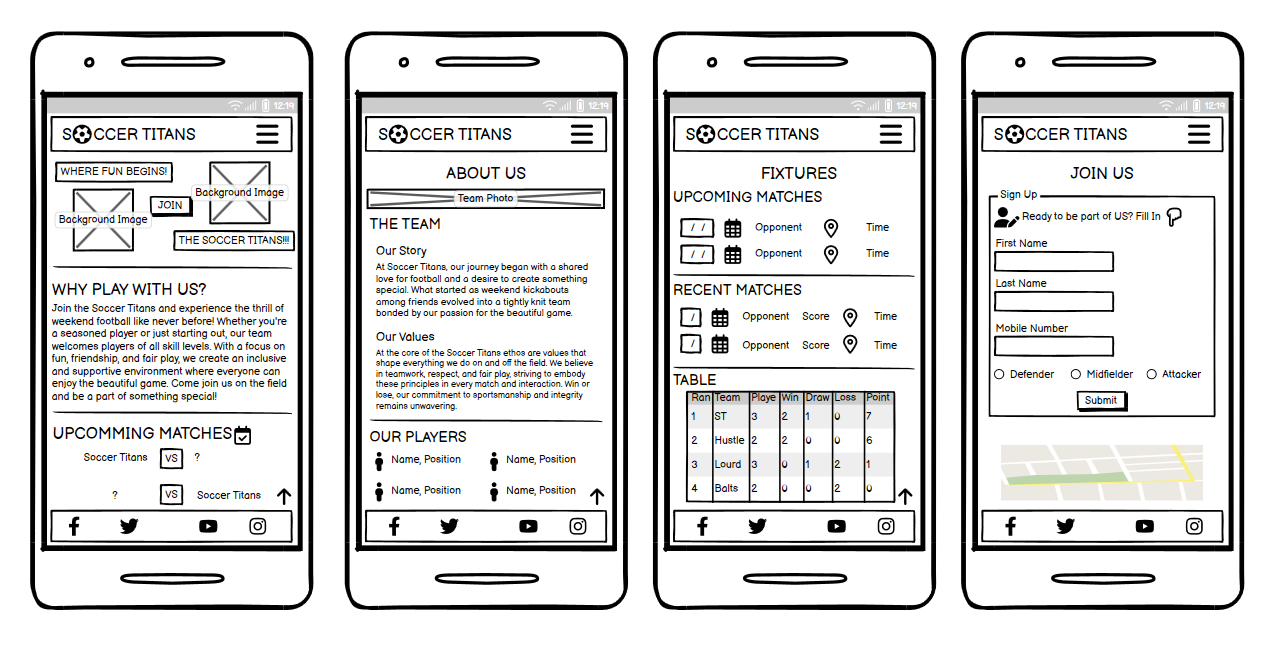 12:19
S⚽CCER TITANS
WHERE FUN BEGINS!
Background Image
JOIN
Background Image
THE SOCCER TITANS!!!
WHY PLAY WITH US?
Join the Soccer Titans and experience the thrill of
weekend football like never before! Whether you're
a seasoned player or just starting out, our team
welcomes players of all skill levels. With a focus on
fun, friendship, and fair play, we create an inclusive
and supportive environment where everyone can
enjoy the beautiful game. Come join us on the field
and be a part of something special!
UPCOMMING MATCHES
Soccer Titans VS ?
? VS Soccer Titans
12:19
S⚽CCER TITANS
ABOUT US
Team Photo
THE TEAM
Our Story
At Soccer Titans, our journey began with a shared
love for football and a desire to create something
special. What started as weekend kickabouts
among friends evolved into a tightly knit team
bonded by our passion for the beautiful game.
Our Values
At the core of the Soccer Titans ethos are values that
shape everything we do on and off the field. We believe
in teamwork, respect, and fair play, striving to embody
these principles in every match and interaction. Win or
lose, our commitment to sportsmanship and integrity
remains unwavering.
OUR PLAYERS
Name, Position Name, Position
Name, Position Name, Position
12:19
S⚽CCER TITANS
FIXTURES
UPCOMING MATCHES
/ / Opponent Time
/ / Opponent Time
RECENT MATCHES
/ Opponent Score Time
/ Opponent Score Time
TABLE
Ran Team Playe Win Draw Loss Point
1 ST 3 2 1 0 7
2 Hustle 2 2 0 0 6
3 Lourd 3 0 1 2 1
4 Balts 2 0 0 2 0
12:19
S⚽CCER TITANS
JOIN US
Sign Up
Ready to be part of US? Fill In
First Name
Last Name
Mobile Number
Defender Midfielder Attacker
Submit